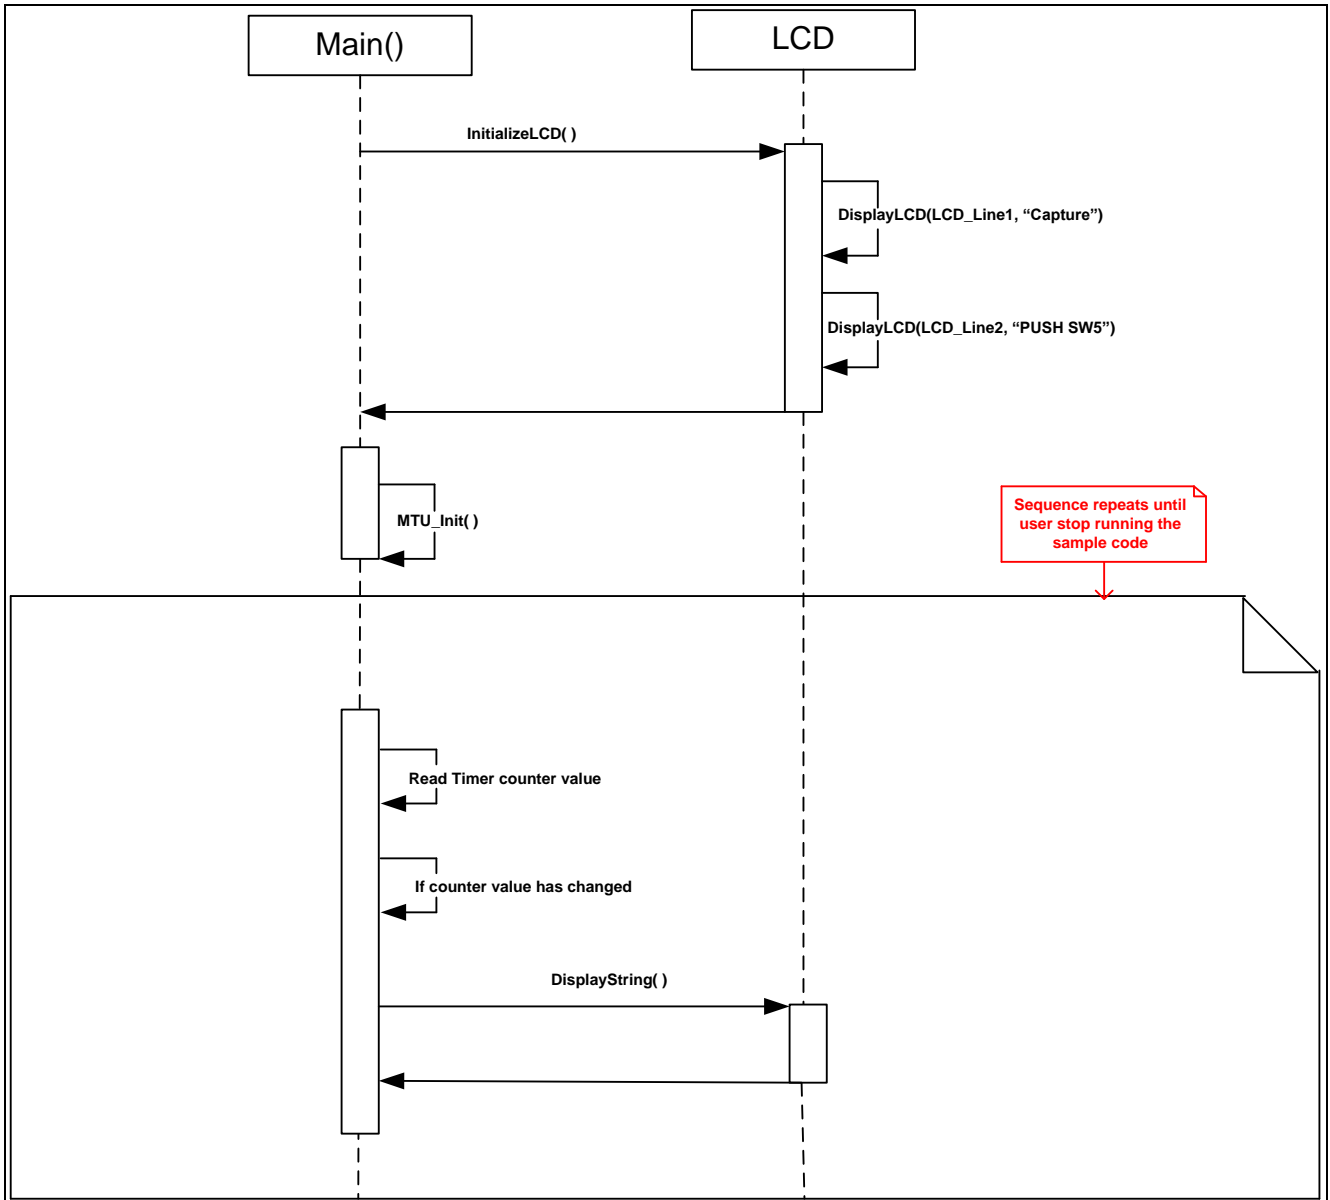 Main()
LCD
InitializeLCD( )
DisplayLCD(LCD_Line1, “Capture”)
DisplayLCD(LCD_Line2, “PUSH SW5”)
MTU_Init( )
Sequence repeats until
user stop running the
sample code
Read Timer counter value
If counter value has changed
DisplayString( )